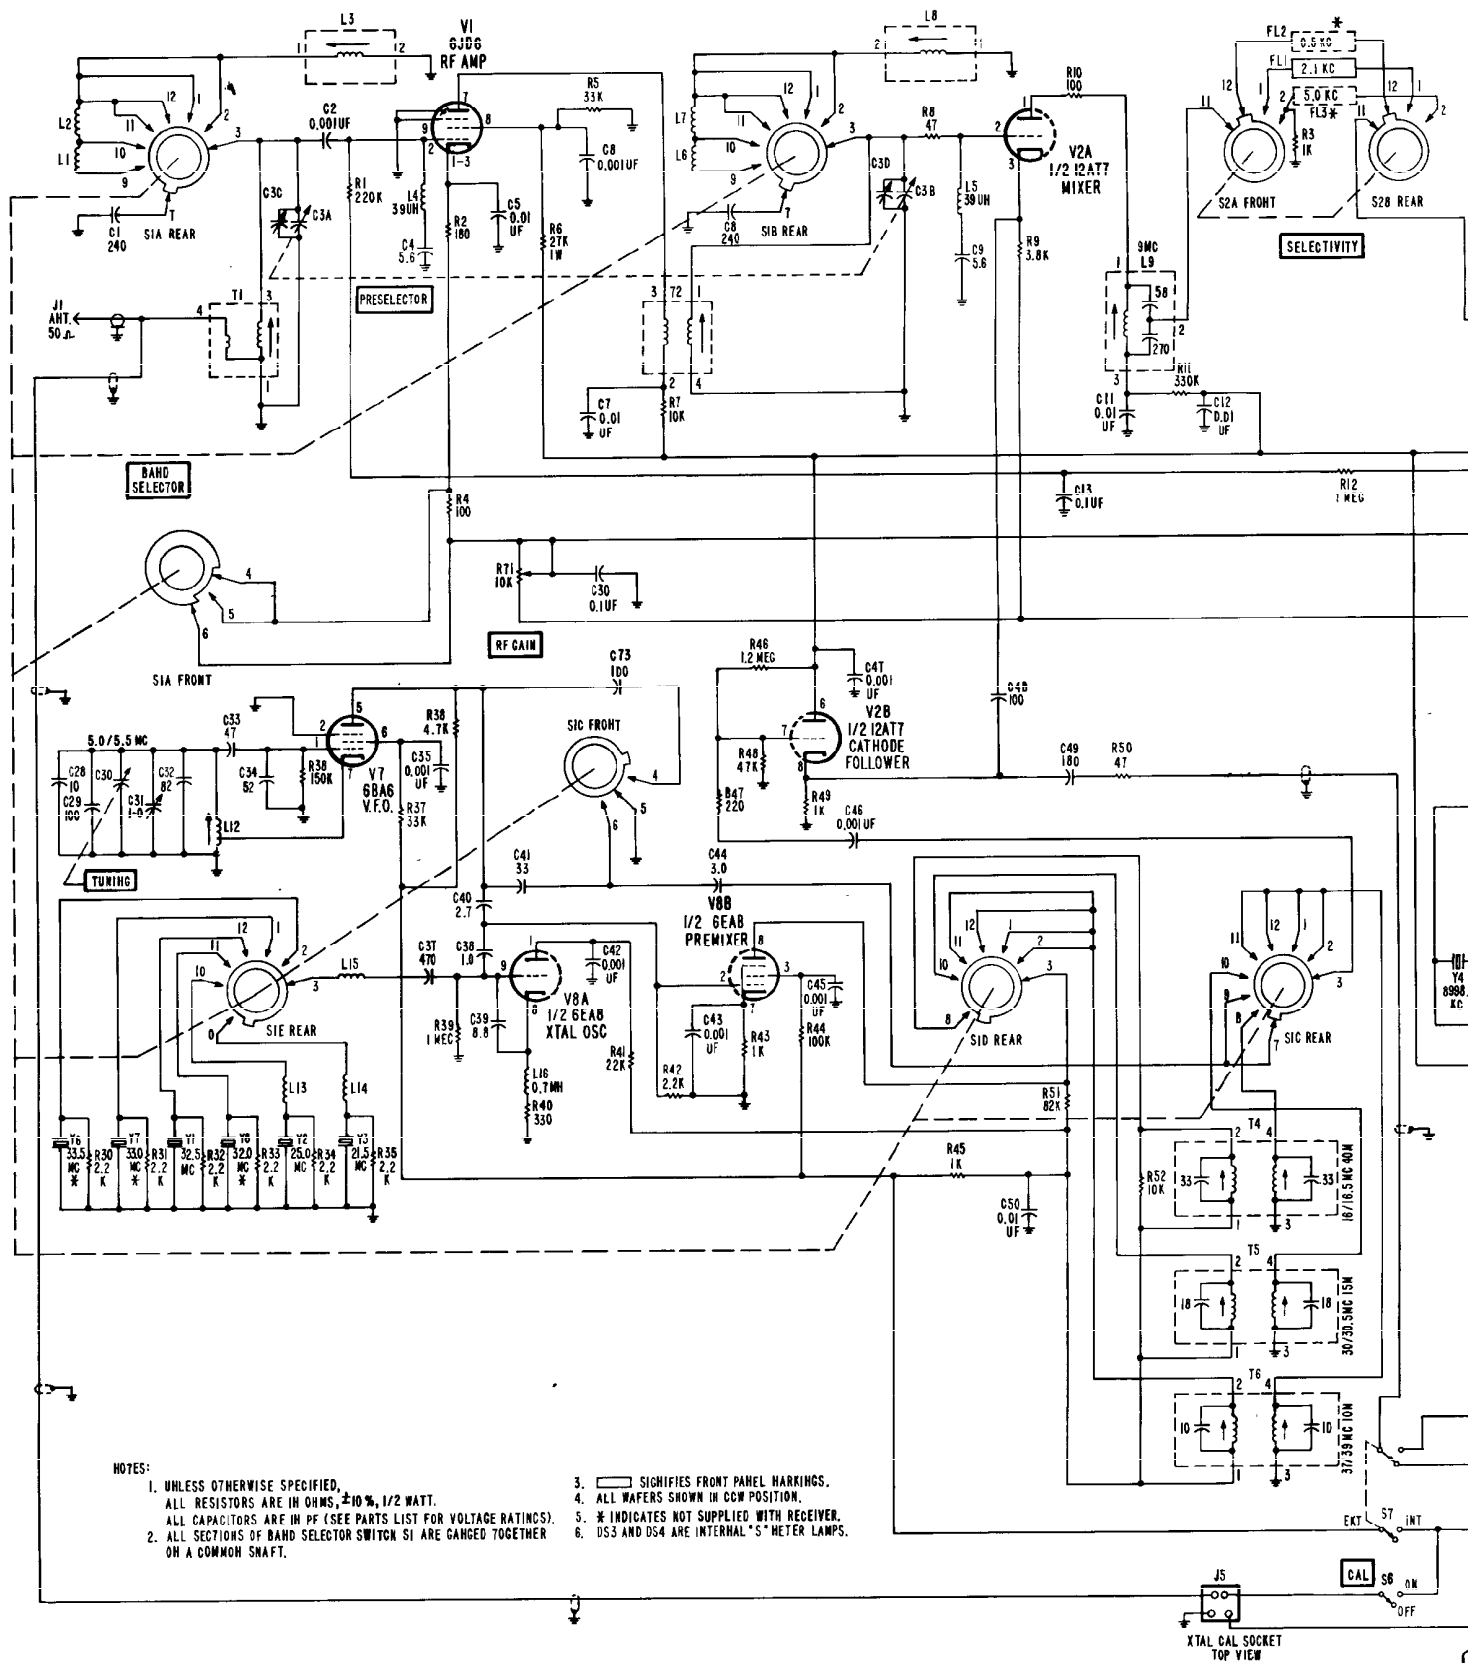 L3
V1
6JD6
RF AMP
L8
FL2
*
0.5 KC
FL1
2.1 KC
5.0 KC
FL3*
R3
1K
S2A FRONT
S2B REAR
SELECTIVITY
L2
L1
C1
240
S1A REAR
C3C
C3A
C2
0.001UF
R1
220K
L4
39UH
C4
5.6
R2
180
C5
0.01
UF
R5
33K
C8
0.001UF
R6
27K
1W
L7
L6
C8
240
S1B REAR
C3D
C3B
R8
47
L5
39UH
C9
5.6
R10
100
V2A
1/2 12AT7
MIXER
R9
3.8K
9MC
L9
58
270
R11
330K
C11
0.01
UF
C12
0.01
UF
J1
ANT.
50 Ω
T1
PRESELECTOR
T2
C7
0.01
UF
R7
10K
BAND
SELECTOR
R4
100
C13
0.1UF
R12
1 MEG
R71
10K
C30
0.1UF
RF GAIN
S1A FRONT
C73
100
R46
1.2 MEG
C47
0.001
UF
C48
100
V2B
1/2 12AT7
CATHODE
FOLLOWER
R48
47K
R47
220
R49
1K
C46
0.001UF
C49
180
R50
47
5.0/5.5 MC
C28
10
C29
100
C30
C31
C32
82
L12
C33
47
C34
52
R38
150K
V7
6BA6
V.F.O.
C35
0.001
UF
R38
4.7K
R37
33K
S1C FRONT
TUNING
C41
33
C40
2.7
C44
3.0
V8B
1/2 6EA8
PREMIXER
S1E REAR
L15
C37
470
C38
1.0
R39
1 MEG
C39
8.8
V8A
1/2 6EA8
XTAL OSC
C42
0.001
UF
L16
0.7MH
R40
330
R41
22K
R42
2.2K
C43
0.001
UF
R43
1K
C45
0.001
UF
R44
100K
S1D REAR
S1C REAR
Y4
8998.
KC
L13
L14
Y6
33.5
MC
*
R30
2.2
K
Y7
33.0
MC
*
R31
2.2
K
Y1
32.5
MC
R32
2.2
K
Y8
32.0
MC
*
R33
2.2
K
Y2
25.0
MC
R34
2.2
K
Y3
21.5
MC
R35
2.2
K
R51
82K
R45
1K
C50
0.01
UF
R52
10K
T4
33
33
16/16.5 MC 40M
T5
18
18
30/30.5 MC 15M
T6
10
10
37/39 MC 10M
NOTES:
1. UNLESS OTHERWISE SPECIFIED,
ALL RESISTORS ARE IN OHMS, ±10%, 1/2 WATT.
ALL CAPACITORS ARE IN PF (SEE PARTS LIST FOR VOLTAGE RATINGS).
2. ALL SECTIONS OF BAND SELECTOR SWITCH S1 ARE GANGED TOGETHER
ON A COMMON SHAFT.
3. SIGNIFIES FRONT PANEL MARKINGS.
4. ALL WAFERS SHOWN IN CCW POSITION.
5. * INDICATES NOT SUPPLIED WITH RECEIVER.
6. DS3 AND DS4 ARE INTERNAL "S" METER LAMPS.
EXT
S7
INT
CAL
S6
ON
OFF
J5
XTAL CAL SOCKET
TOP VIEW